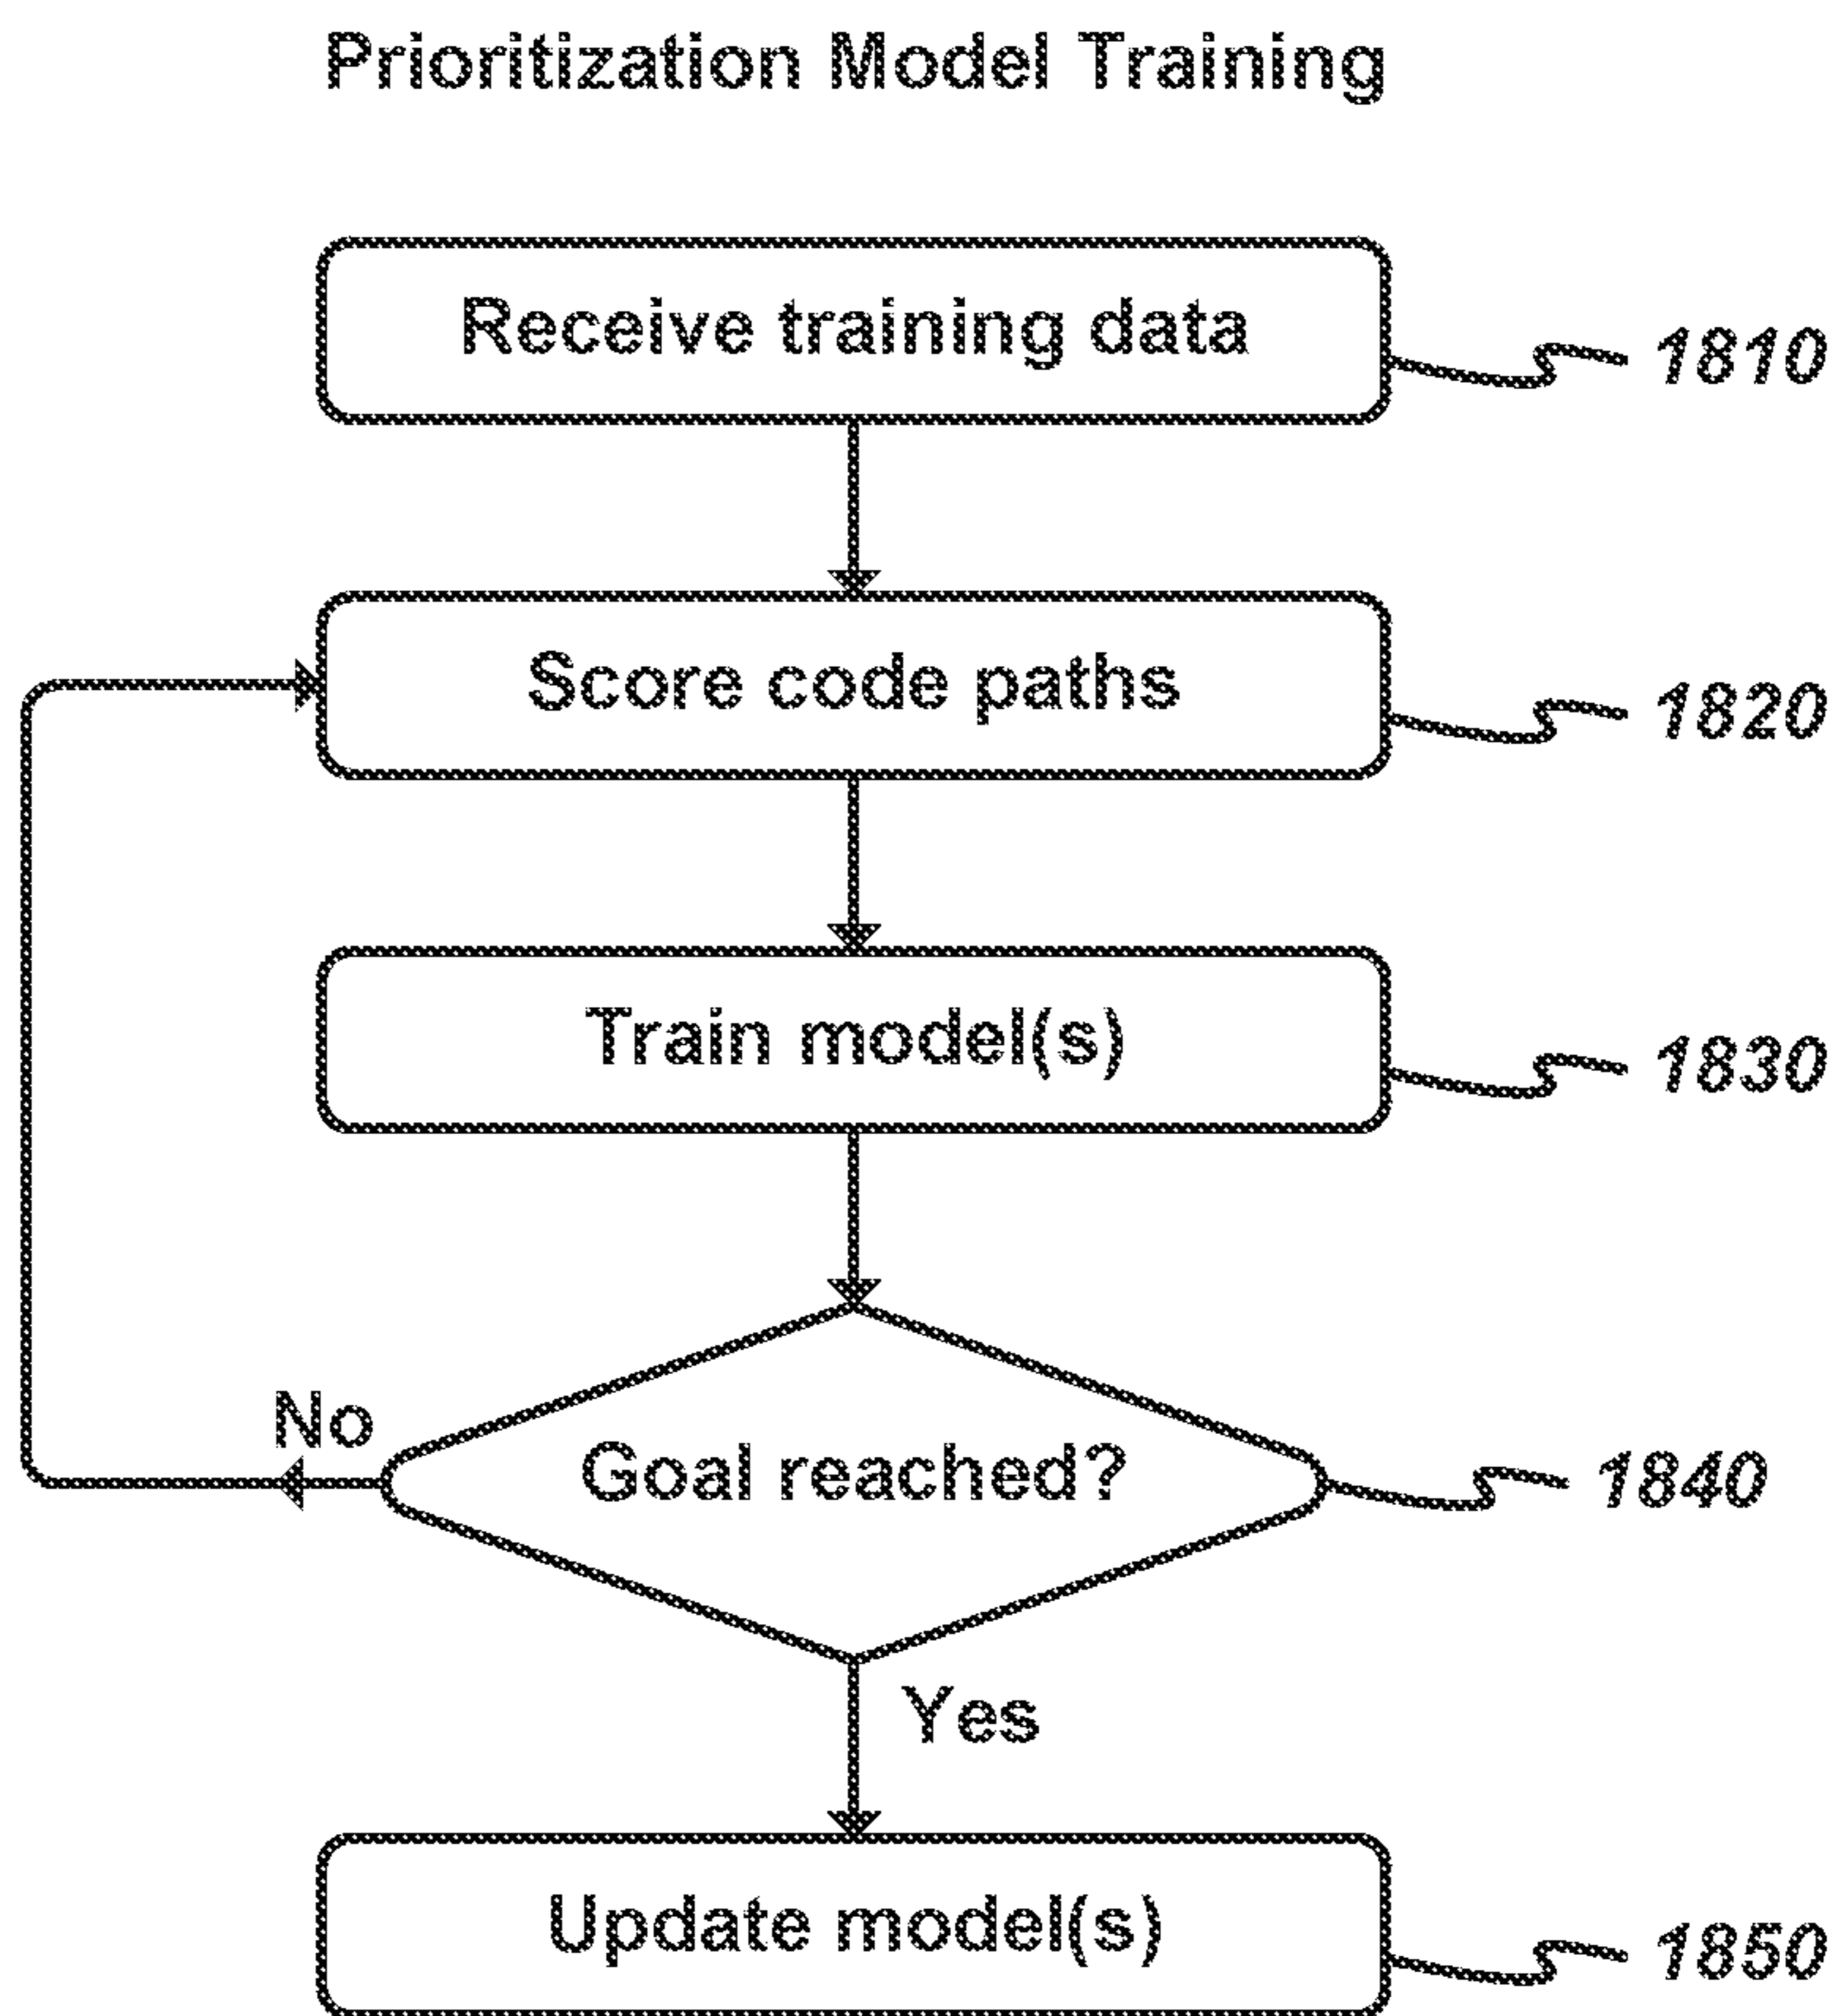 Prioritization Model Training
Receive training data
1810
Score code paths
1820
Train model(s)
1830
No
Goal reached?
1840
Yes
Update model(s)
1850